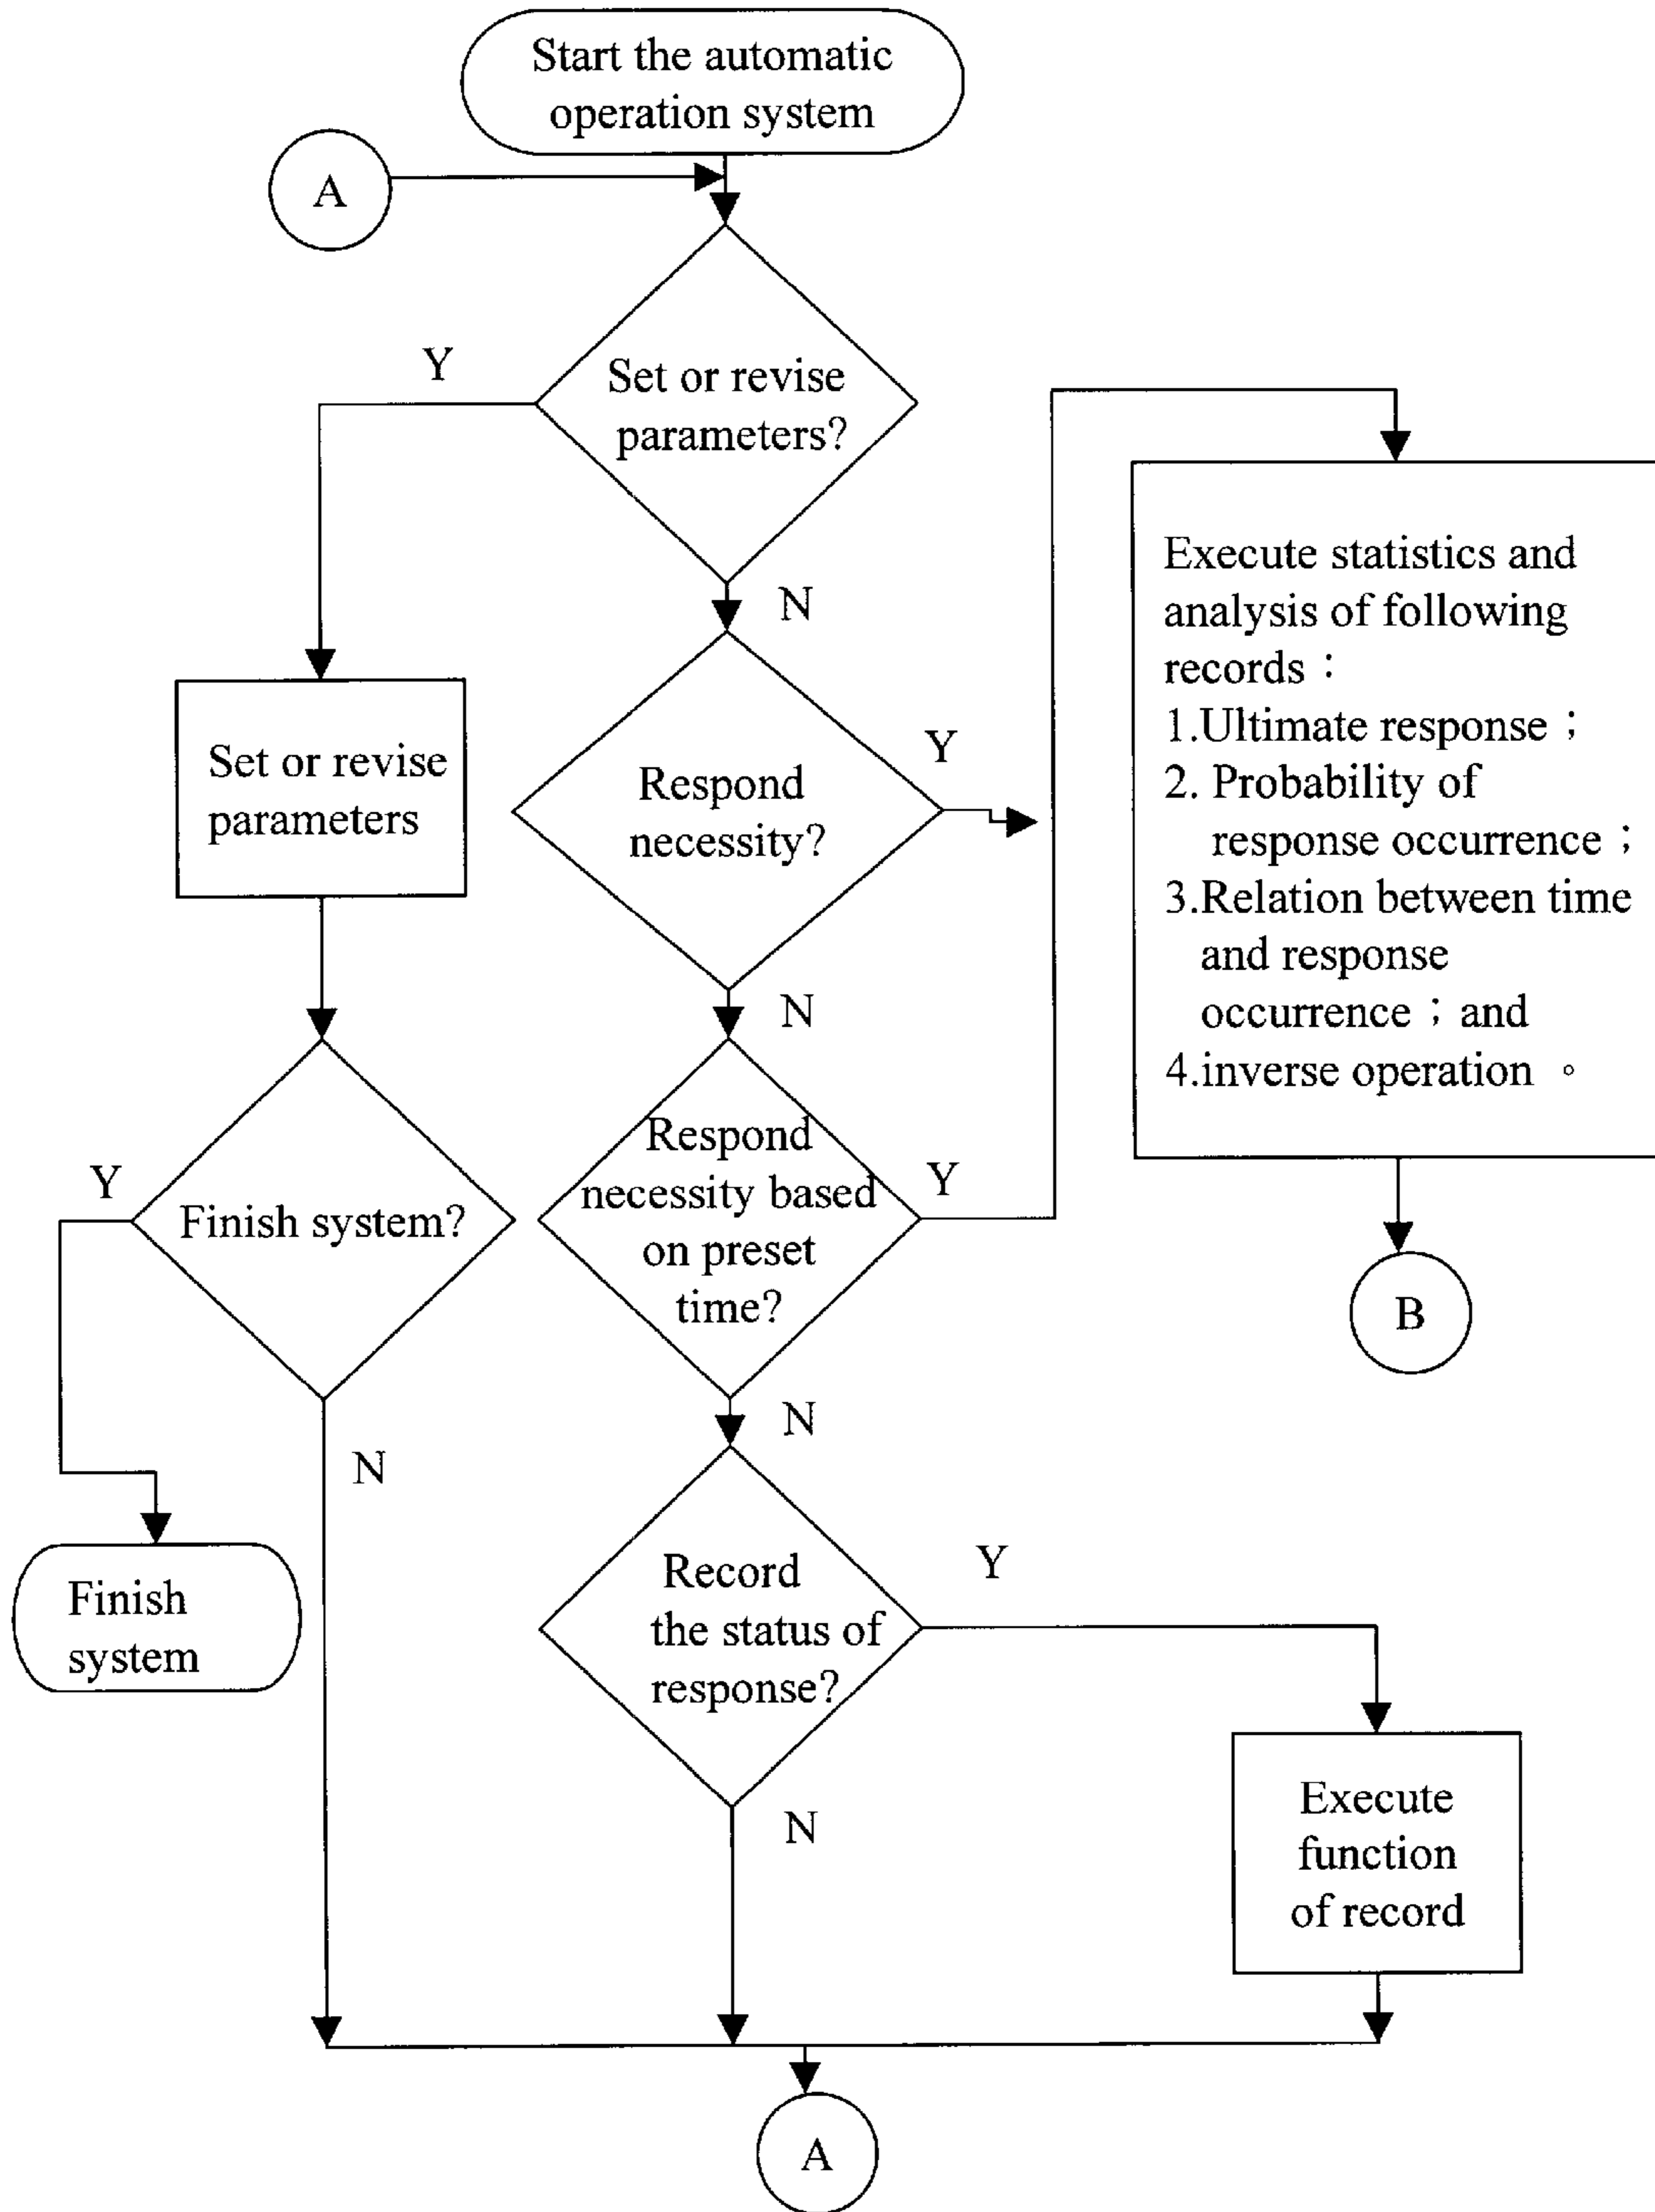 Start the automatic
operation system
A
Y
Set or revise
parameters?
N
Set or revise
parameters
Respond
necessity?
Y
N
Execute statistics and
analysis of following
records：
1.Ultimate response；
2. Probability of
response occurrence；
3.Relation between time
and response
occurrence；and
4.inverse operation 。
Y
Finish system?
N
Respond
necessity based
on preset
time?
Y
N
B
Finish
system
Record
the status of
response?
Y
N
Execute
function
of record
A